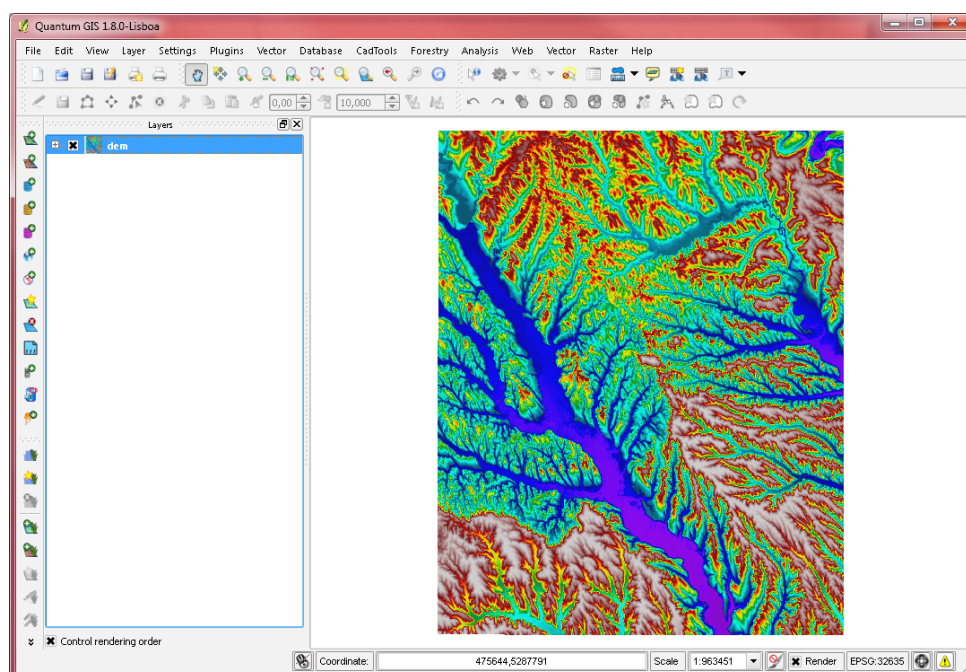 Quantum GIS 1.8.0-Lisboa
File Edit View Layer Settings Plugins Vector Database CadTools Forestry Analysis Web Vector Raster Help
0,00 10,000
Layers
dem
Control rendering order
Coordinate: 475644,5287791 Scale 1:963451 Render EPSG:32635